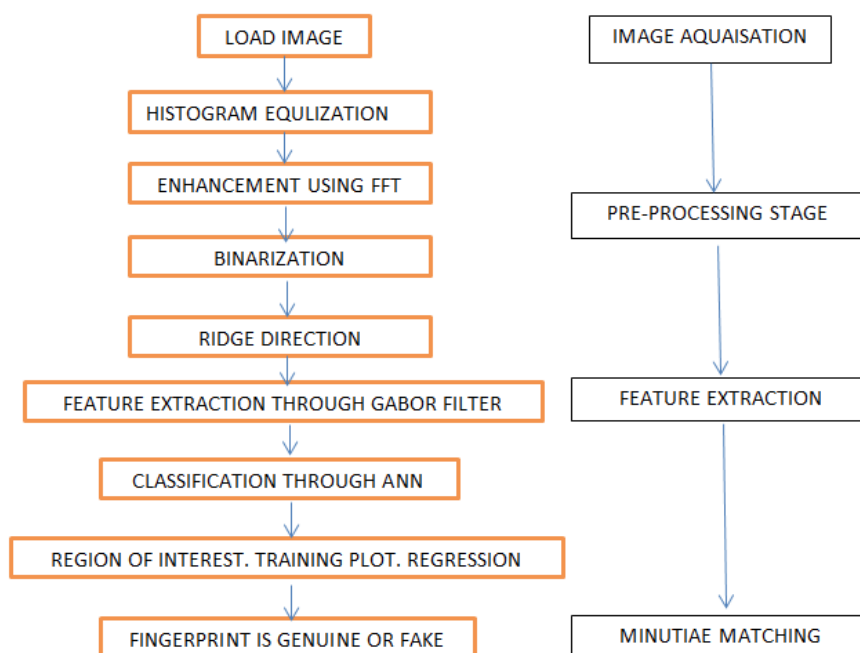 LOAD IMAGE
HISTOGRAM EQULIZATION
ENHANCEMENT USING FFT
BINARIZATION
RIDGE DIRECTION
FEATURE EXTRACTION THROUGH GABOR FILTER
CLASSIFICATION THROUGH ANN
REGION OF INTEREST. TRAINING PLOT. REGRESSION
FINGERPRINT IS GENUINE OR FAKE
IMAGE AQUAISATION
PRE-PROCESSING STAGE
FEATURE EXTRACTION
MINUTIAE MATCHING